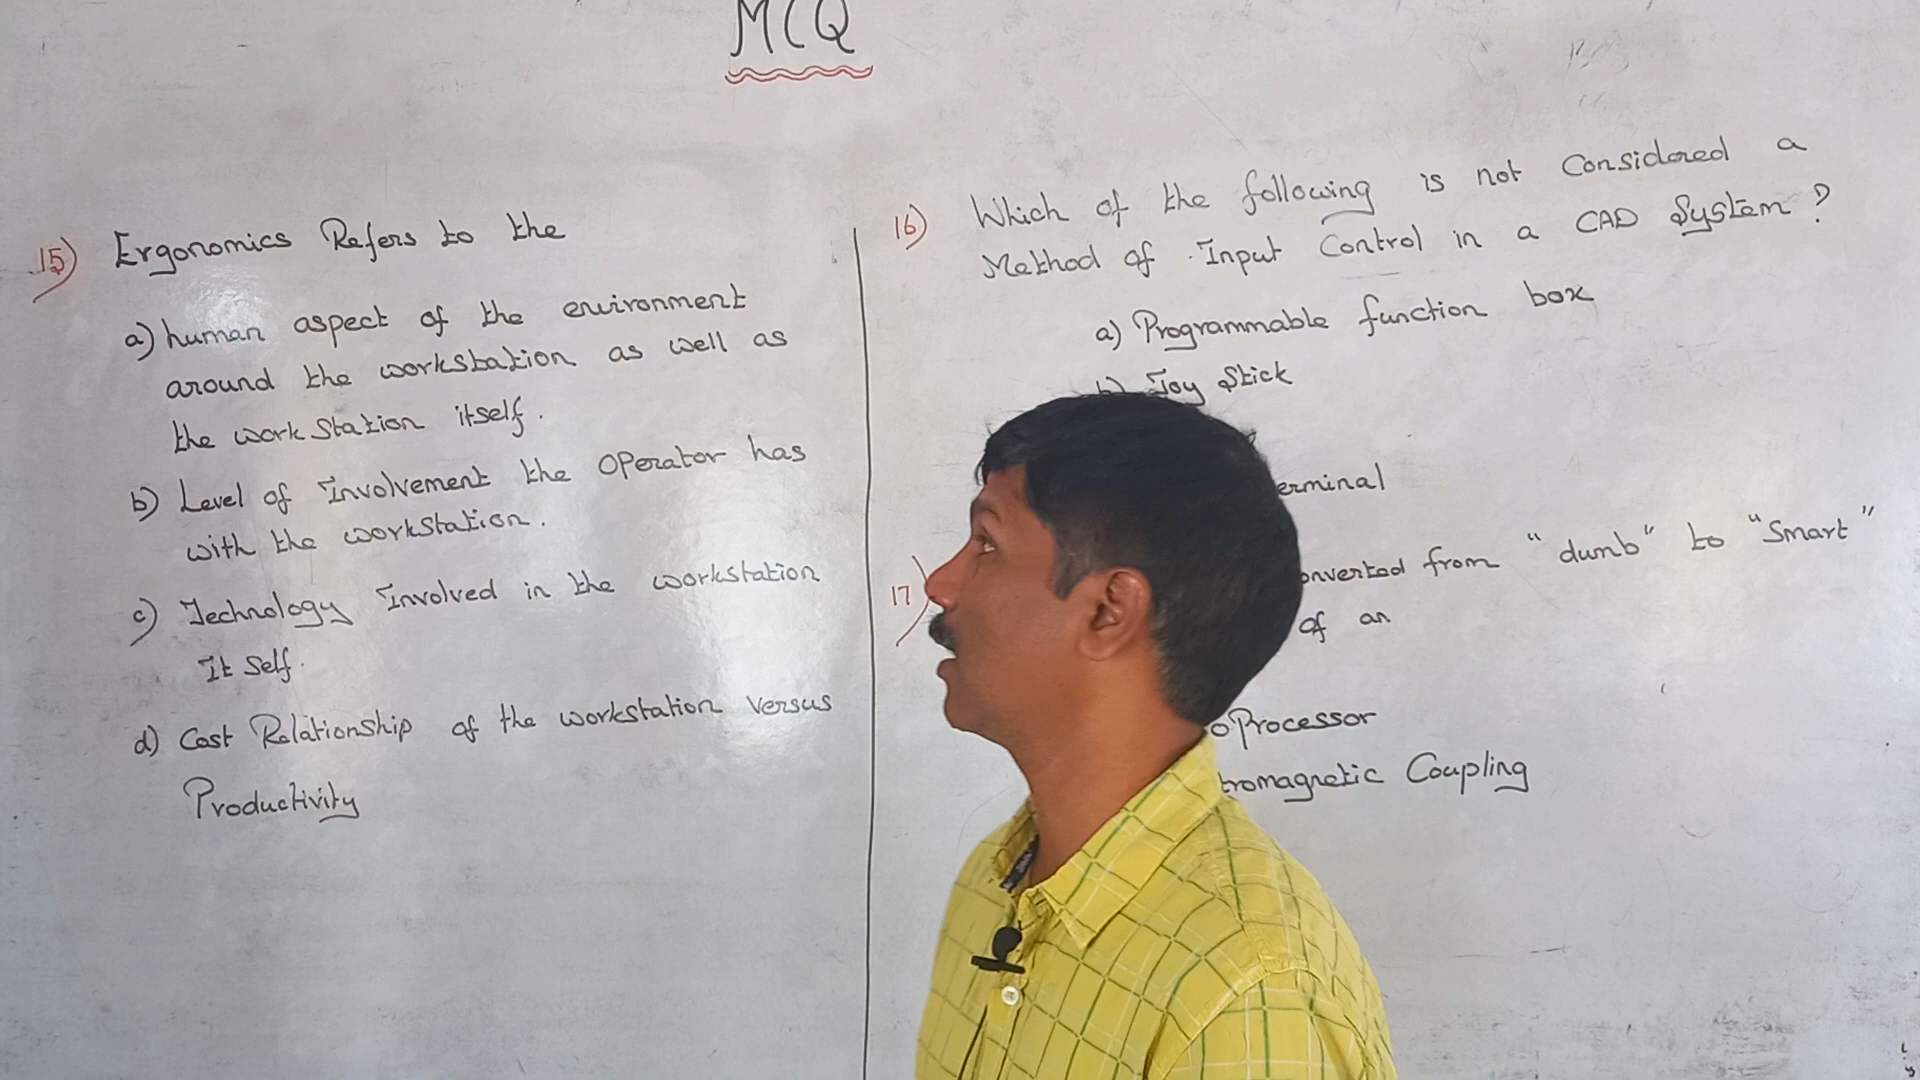 MCQ
15) Ergonomics Refers to the
a) human aspect of the environment
around the workstation as well as
the work Station itself.
b) Level of Involvement the Operator has
with the workstation.
c) Technology Involved in the workstation
It Self.
d) Cost Relationship of the workstation Versus
Productivity
16) Which of the following is not Considered a
Method of Input Control in a CAD System?
a) Programmable function box
b) Joy Stick
erminal
17)
onverted from "dumb" to "Smart"
of an
oProcessor
tromagnetic Coupling